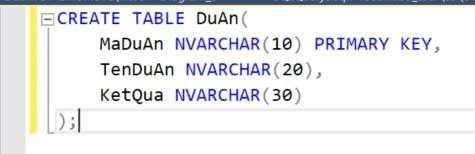 CREATE TABLE DuAn(
MaDuAn NVARCHAR(10) PRIMARY KEY,
TenDuAn NVARCHAR(20),
KetQua NVARCHAR(30)
);